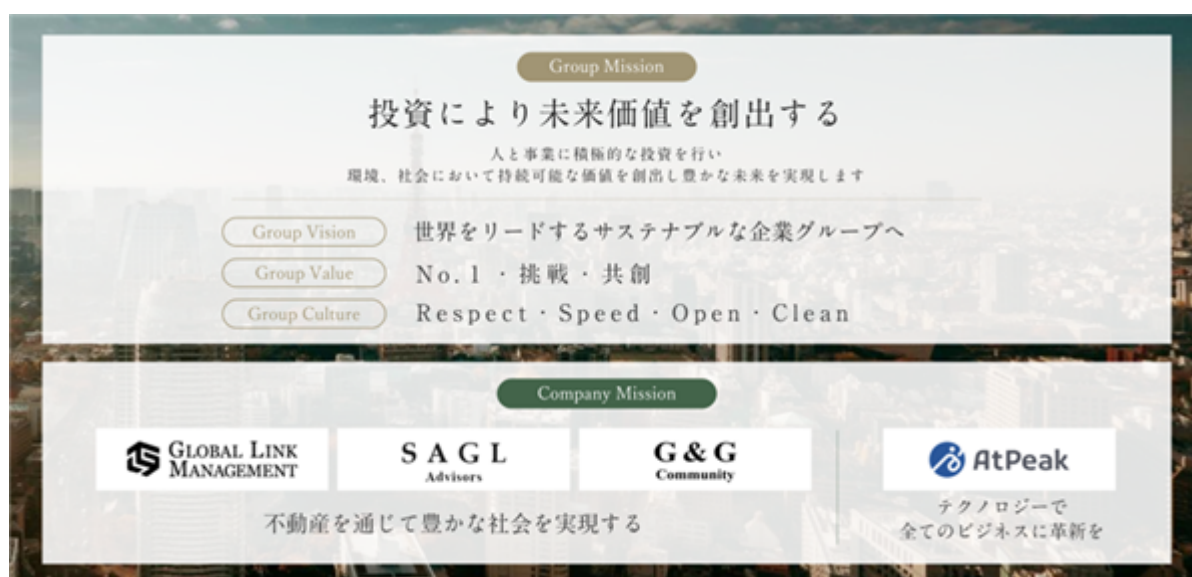 Group Mission
投資により未来価値を創出する
人と事業に積極的な投資を行い
環境、社会において持続可能な価値を創出し豊かな未来を実現します
Group Vision
世界をリードするサステナブルな企業グループへ
Group Value
No.1・挑戦・共創
Group Culture
Respect・Speed・Open・Clean
Company Mission
GLOBAL LINK
MANAGEMENT
SAGL
Advisors
G&G
Community
不動産を通じて豊かな社会を実現する
AtPeak
テクノロジーで
全てのビジネスに革新を